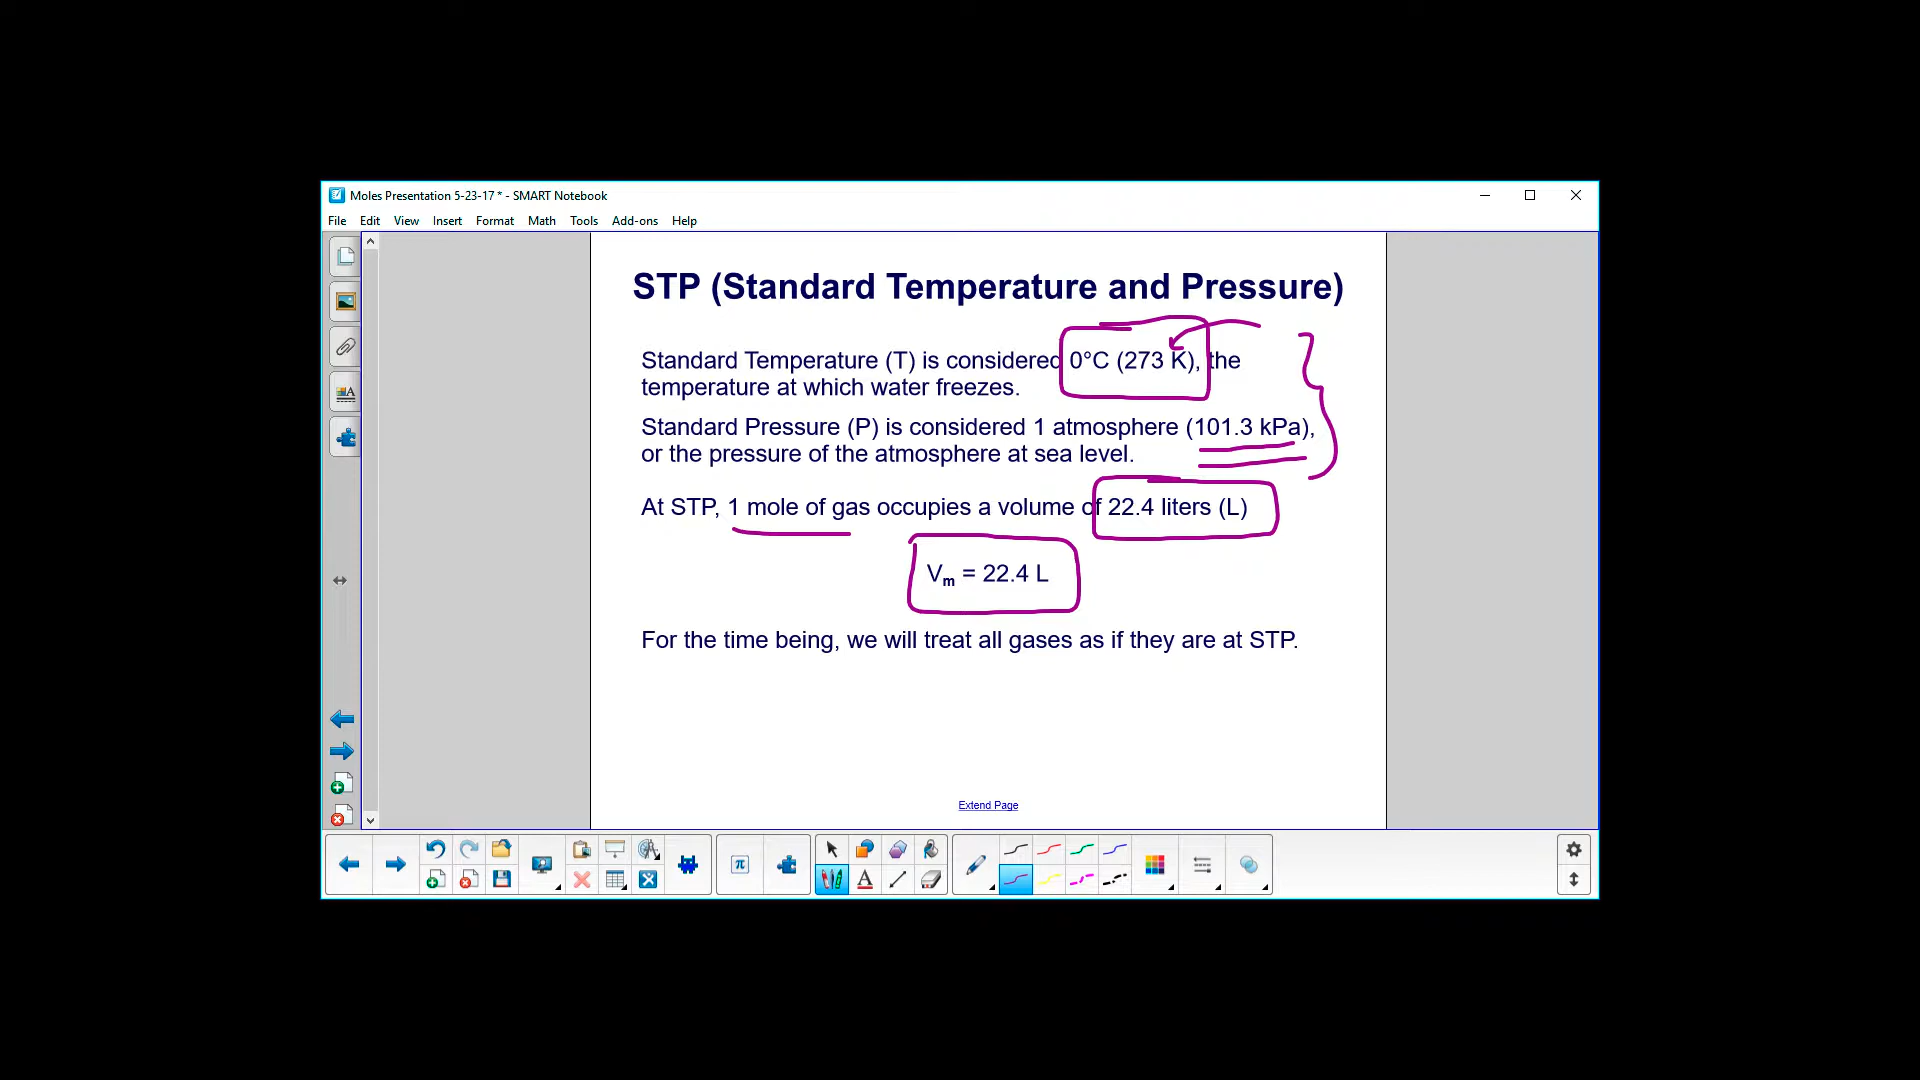 Moles Presentation 5-23-17 * - SMART Notebook
File Edit View Insert Format Math Tools Add-ons Help
STP (Standard Temperature and Pressure)
Standard Temperature (T) is considered 0°C (273 K), the
temperature at which water freezes.
Standard Pressure (P) is considered 1 atmosphere (101.3 kPa),
or the pressure of the atmosphere at sea level.
At STP, 1 mole of gas occupies a volume of 22.4 liters (L)
Vm = 22.4 L
For the time being, we will treat all gases as if they are at STP.
Extend Page